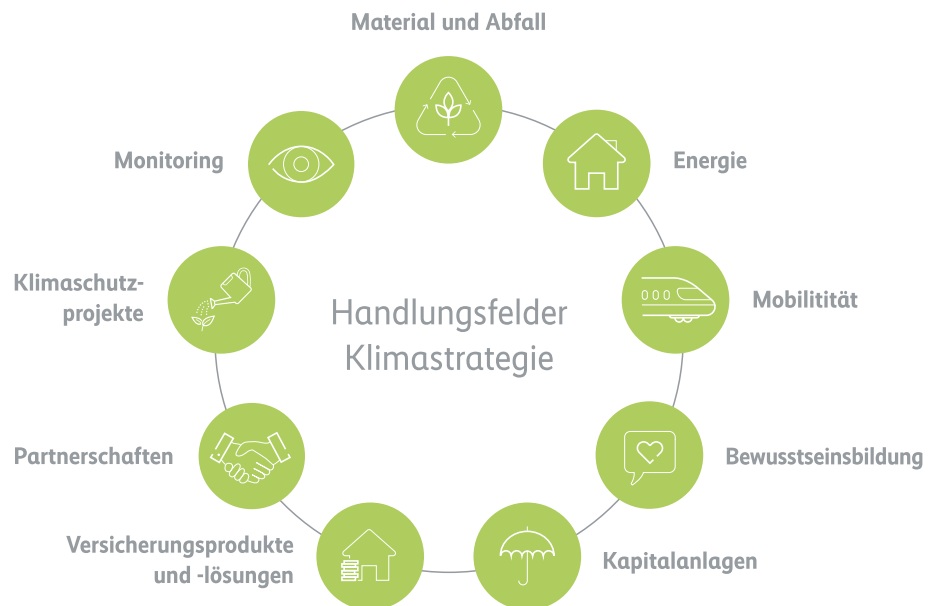 Material und Abfall
Monitoring
Energie
Klimaschutz-
projekte
Mobilitität
Handlungsfelder
Klimastrategie
Partnerschaften
Bewusstseinsbildung
Versicherungsprodukte
und -lösungen
Kapitalanlagen